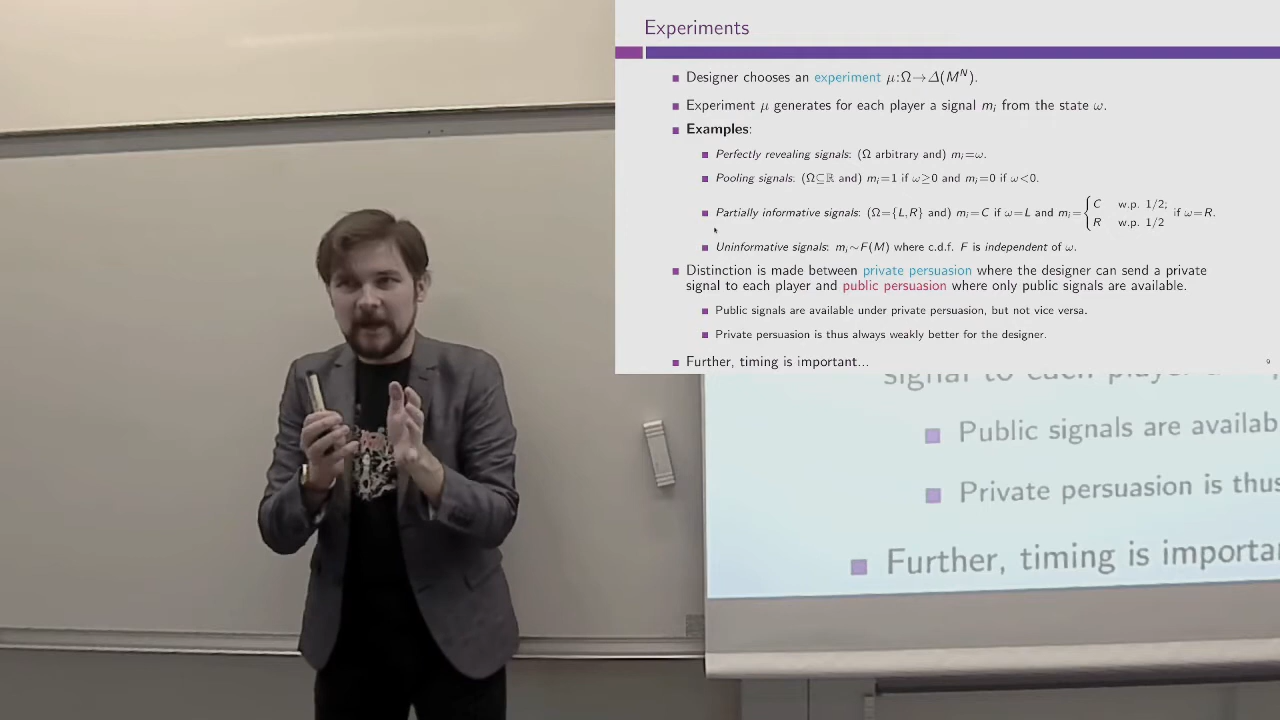 Experiments
Designer chooses an experiment μ:Ω→Δ(M^N).
Experiment μ generates for each player a signal m_i from the state ω.
Examples:
Perfectly revealing signals: (Ω arbitrary and) m_i=ω.
Pooling signals: (Ω⊆ℝ and) m_i=1 if ω≥0 and m_i=0 if ω<0.
Partially informative signals: (Ω={L,R} and) m_i=C if ω=L and m_i={ C w.p. 1/2; R w.p. 1/2 if ω=R.
Uninformative signals: m_i∼F(M) where c.d.f. F is independent of ω.
Distinction is made between private persuasion where the designer can send a private
signal to each player and public persuasion where only public signals are available.
Public signals are available under private persuasion, but not vice versa.
Private persuasion is thus always weakly better for the designer.
Further, timing is important...
9
signal to each player
Public signals are availab
Private persuasion is thus
Further, timing is importa